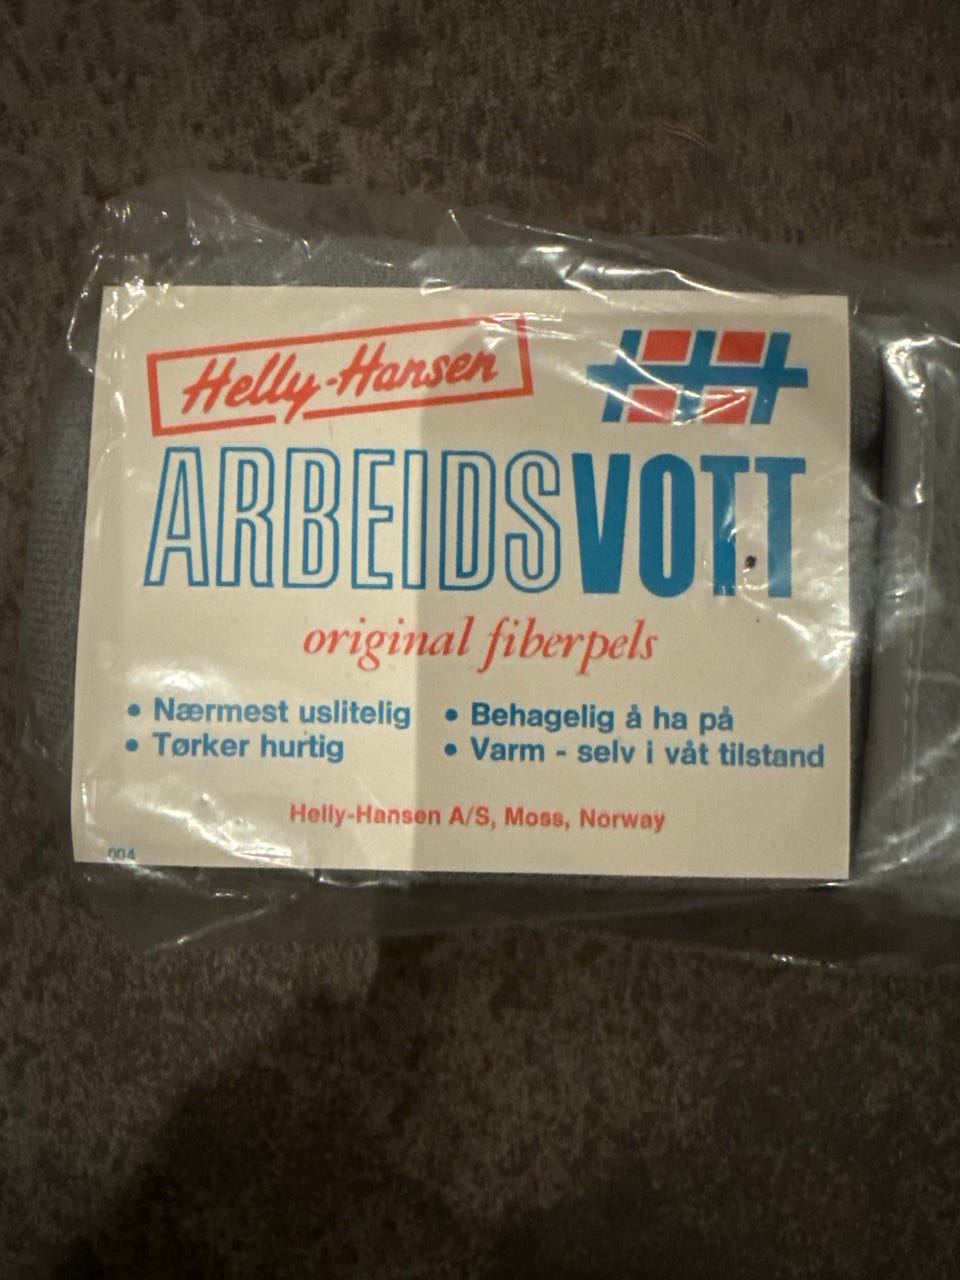 Helly-Hansen
HH
ARBEIDSVOTT
original fiberpels
• Nærmest uslitelig
• Tørker hurtig
• Behagelig å ha på
• Varm - selv i våt tilstand
Helly-Hansen A/S, Moss, Norway
004